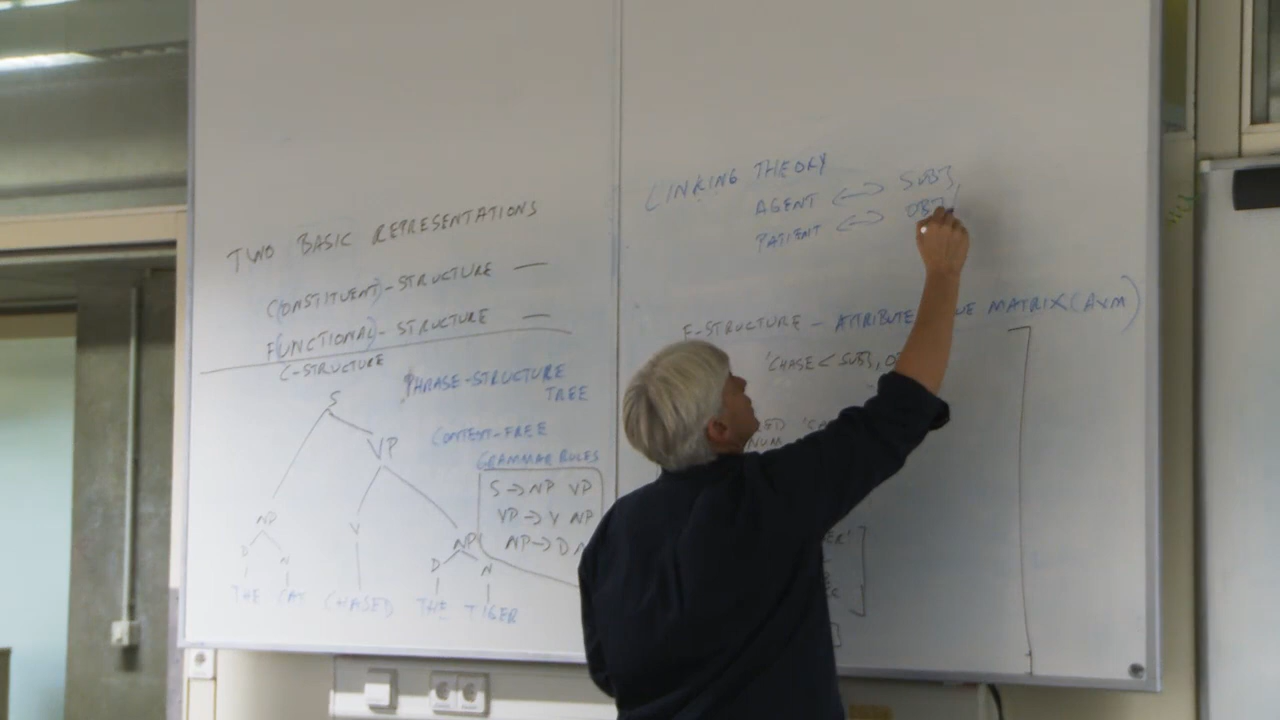 TWO BASIC REPRESENTATIONS
C(ONSTITUENT)-STRUCTURE —
F(UNCTIONAL)-STRUCTURE —
C-STRUCTURE
PHRASE-STRUCTURE
TREE
CONTEXT-FREE
GRAMMAR RULES
S → NP VP
VP → V NP
NP → D N
S
VP
NP V NP
D N D N
THE CAT CHASED THE TIGER
LINKING THEORY
AGENT ↔ SUBJ
PATIENT ↔ OBJ
F-STRUCTURE – ATTRIBUTE MATRIX (AVM)
'CHASE < SUBJ,
NUM